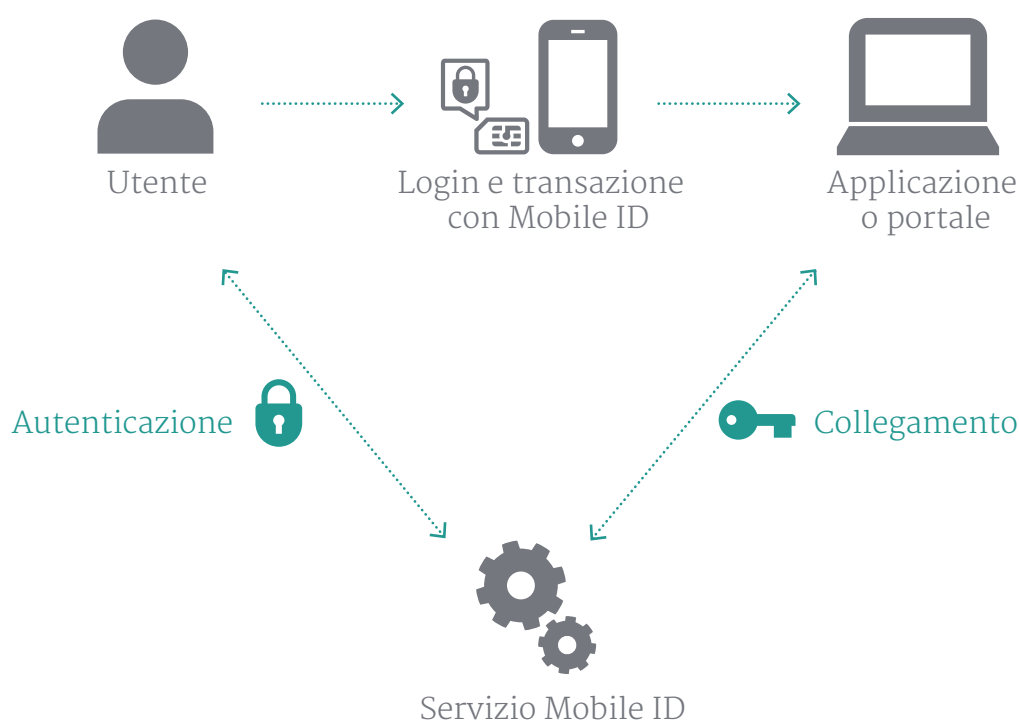 Utente
Login e transazione
con Mobile ID
Applicazione
o portale
Autenticazione
Collegamento
Servizio Mobile ID